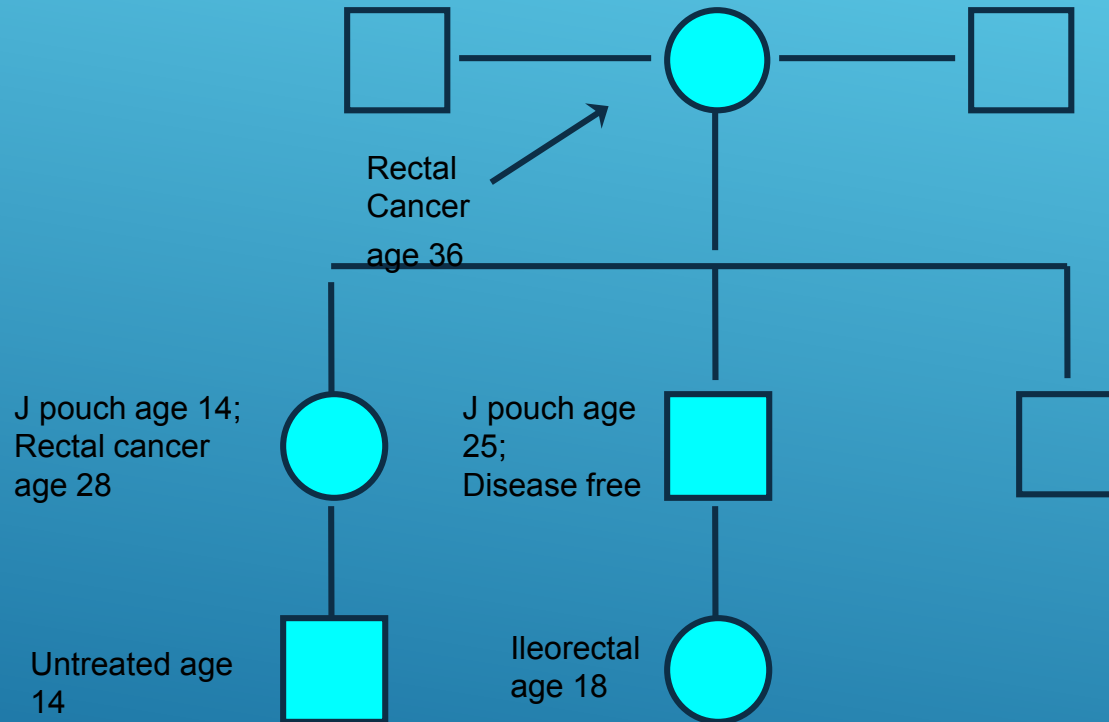 Rectal
Cancer
age 36
J pouch age 14;
Rectal cancer
age 28
J pouch age
25;
Disease free
Untreated age
14
Ileorectal
age 18